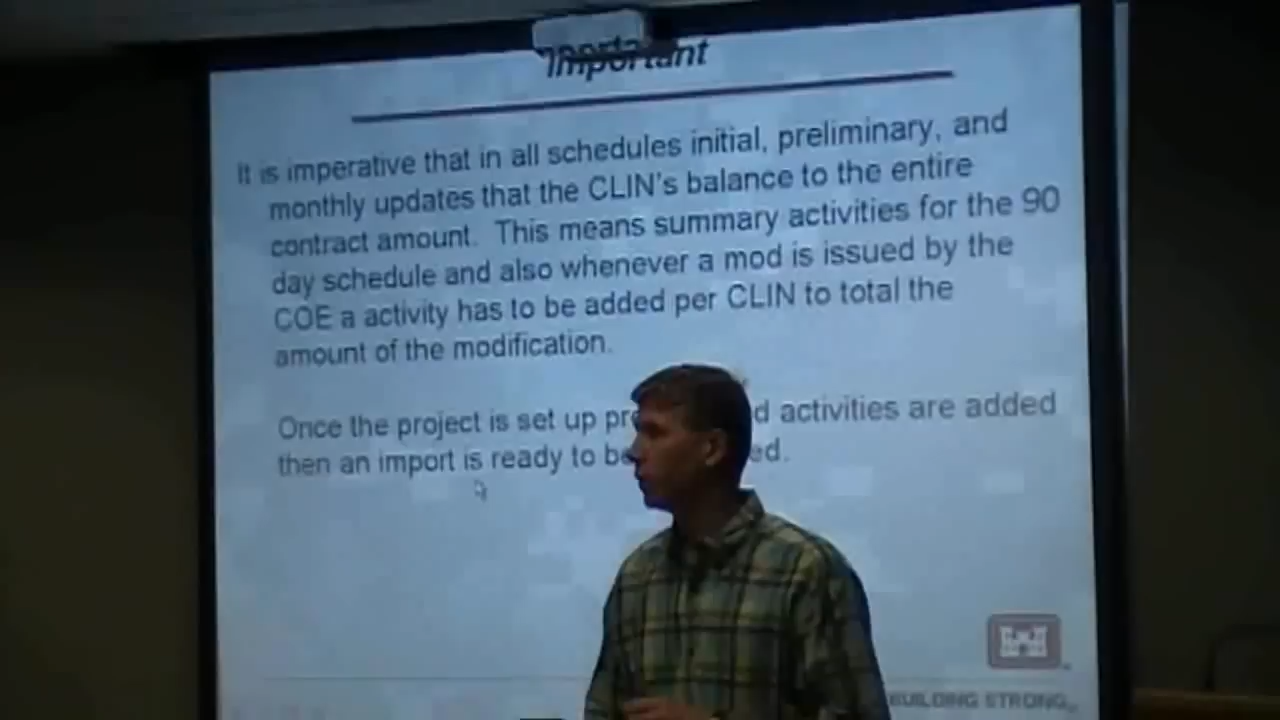 Important
It is imperative that in all schedules initial, preliminary, and
monthly updates that the CLIN's balance to the entire
contract amount. This means summary activities for the 90
day schedule and also whenever a mod is issued by the
COE a activity has to be added per CLIN to total the
amount of the modification.
Once the project is set up activities are added
then an import is ready to
BUILDING STRONG